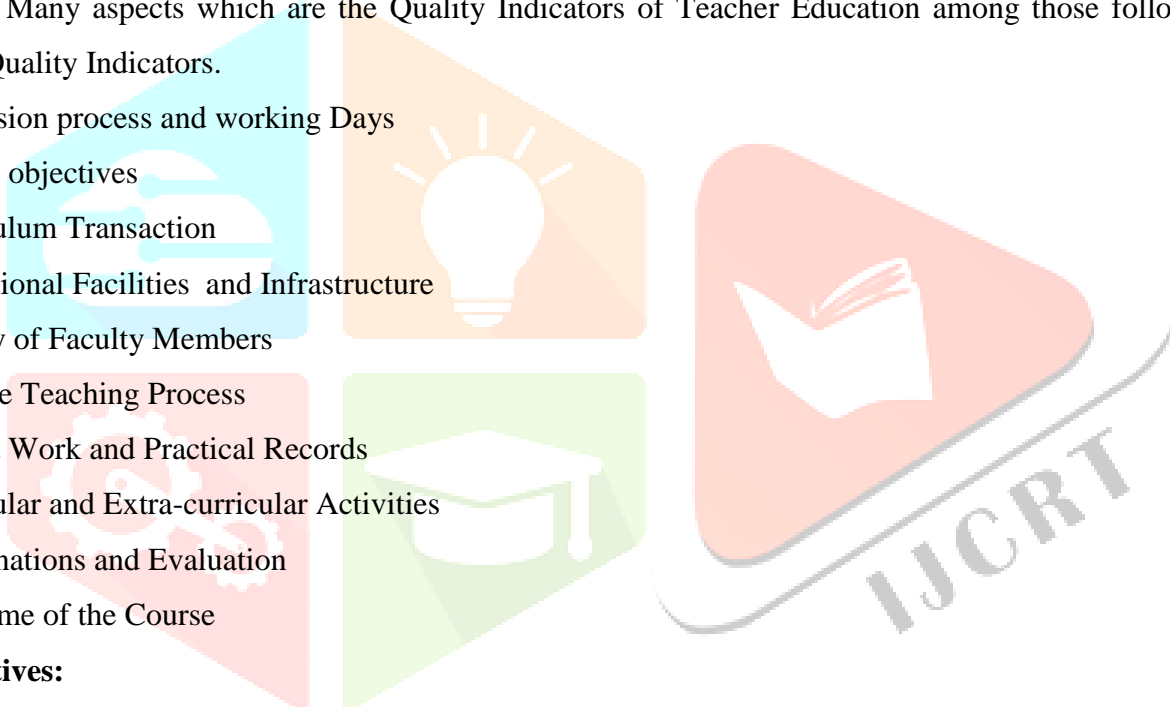 Many aspects which are the Quality Indicators of Teacher Education among those follo
Quality Indicators.
sion process and working Days
objectives
ulum Transaction
ional Facilities and Infrastructure
y of Faculty Members
e Teaching Process
Work and Practical Records
ular and Extra-curricular Activities
nations and Evaluation
me of the Course
tives:
IJCRT